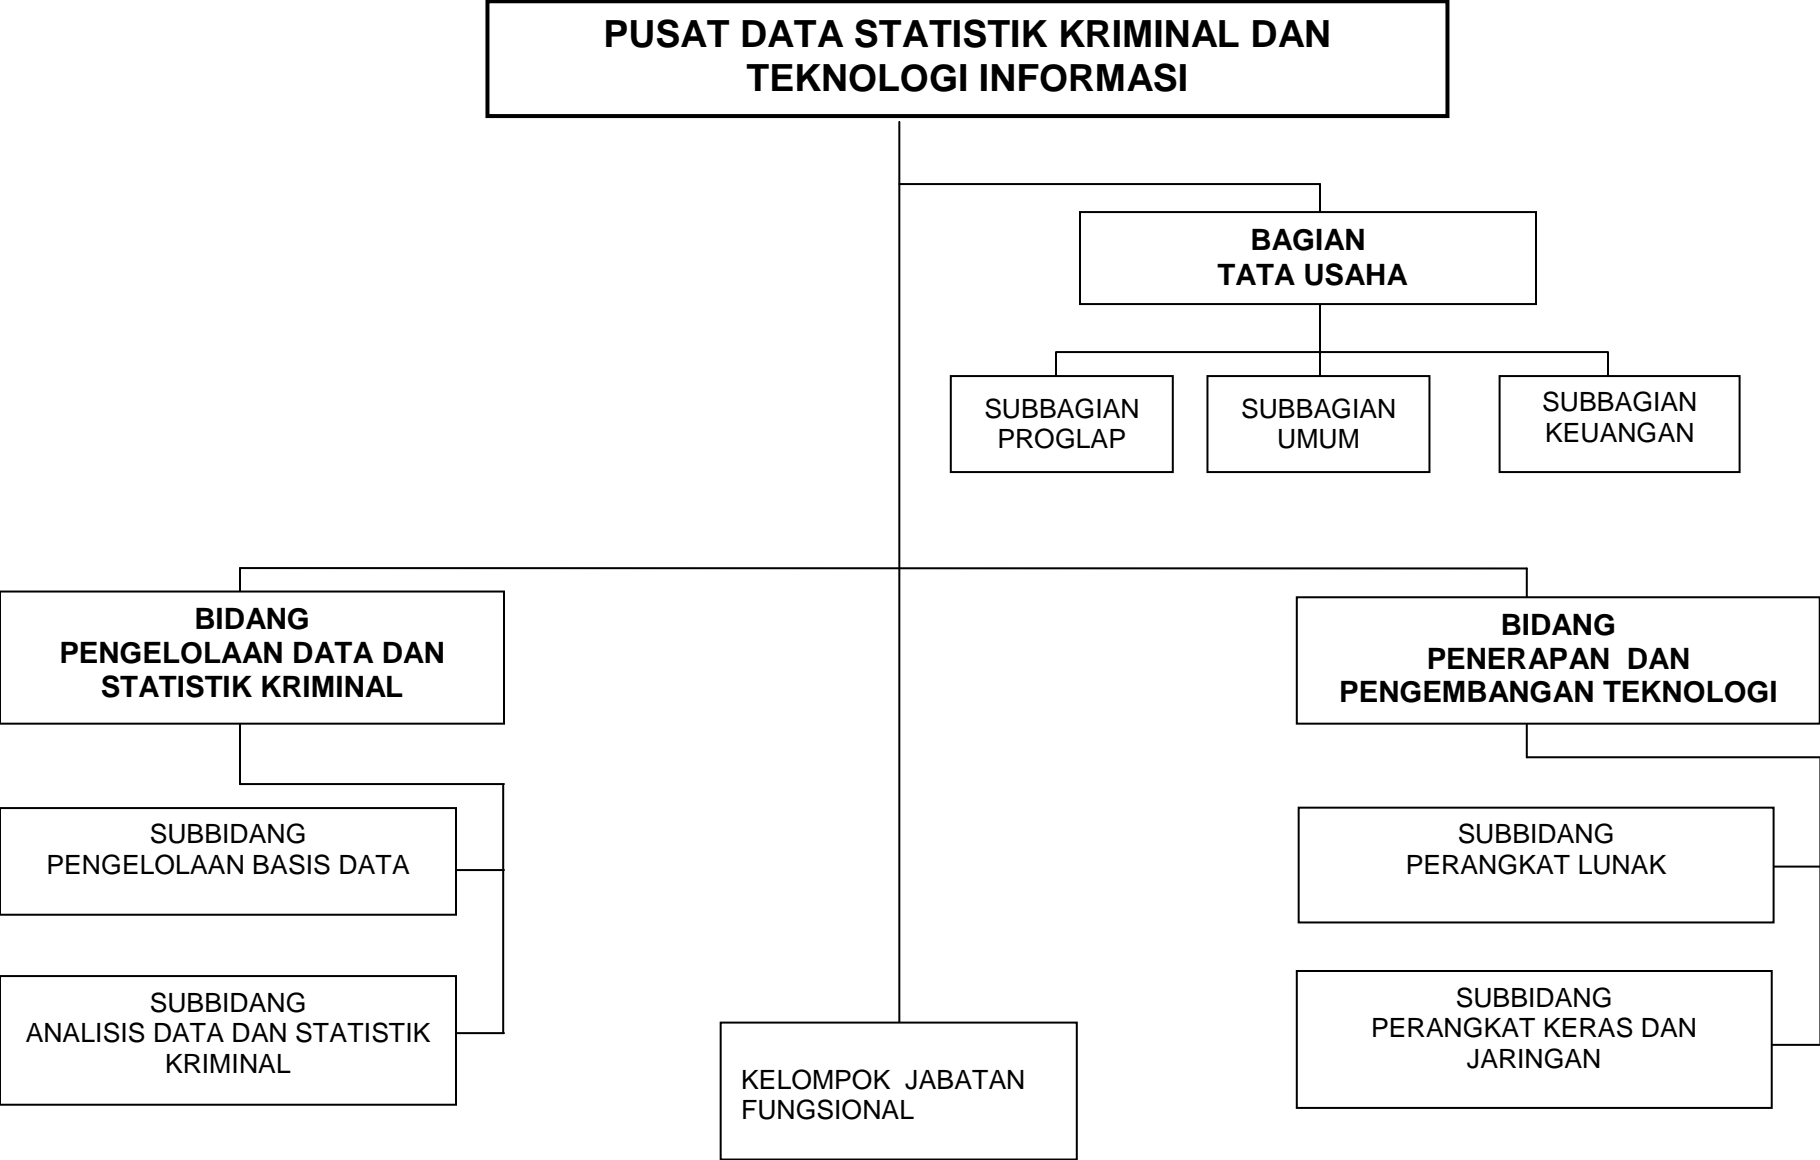 PUSAT DATA STATISTIK KRIMINAL DAN
TEKNOLOGI INFORMASI
BAGIAN
TATA USAHA
SUBBAGIAN
PROGLAP
SUBBAGIAN
UMUM
SUBBAGIAN
KEUANGAN
BIDANG
PENGELOLAAN DATA DAN
STATISTIK KRIMINAL
BIDANG
PENERAPAN  DAN
PENGEMBANGAN TEKNOLOGI
SUBBIDANG
PENGELOLAAN BASIS DATA
SUBBIDANG
PERANGKAT LUNAK
SUBBIDANG
ANALISIS DATA DAN STATISTIK
KRIMINAL
KELOMPOK  JABATAN
FUNGSIONAL
SUBBIDANG
PERANGKAT KERAS DAN
JARINGAN